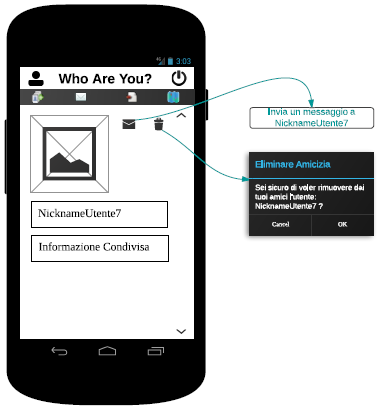 3:03
Who Are You?
NicknameUtente7
Informazione Condivisa
Invia un messaggio a
NicknameUtente7
Eliminare Amicizia
Sei sicuro di voler rimuovere dai
tuoi amici l'utente:
NicknameUtente7 ?
Cancel OK